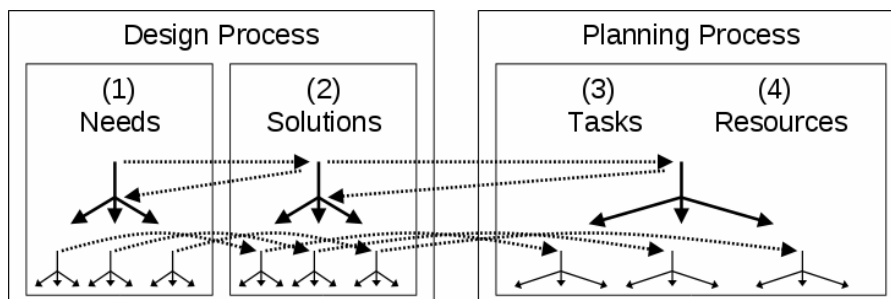 Design Process
Planning Process
(1)
Needs
(2)
Solutions
(3)
Tasks
(4)
Resources